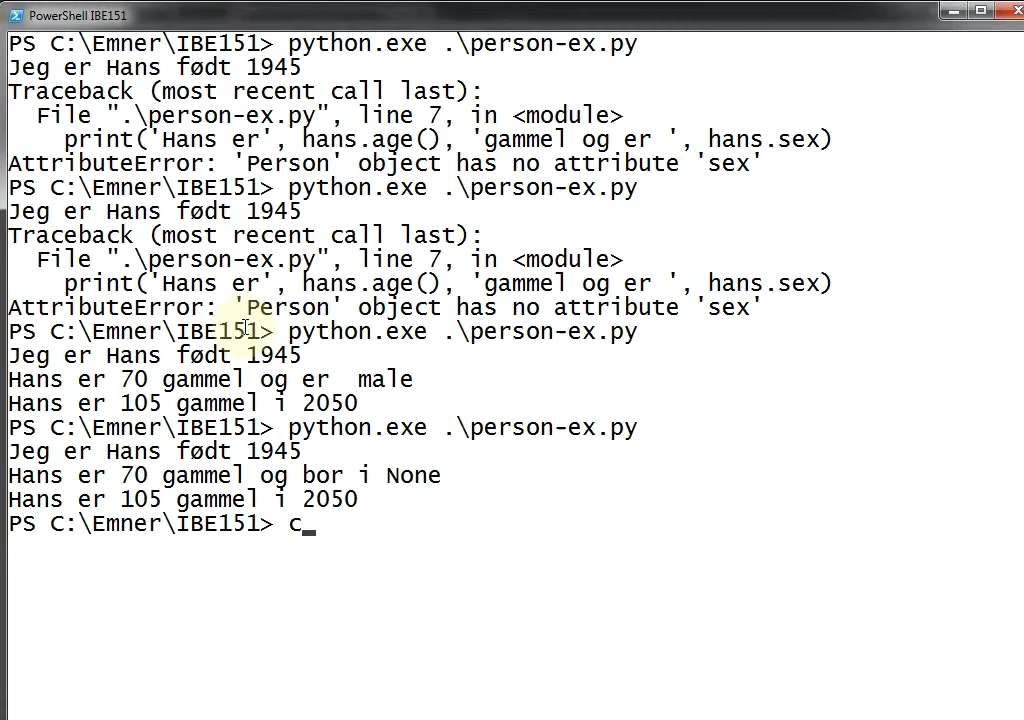 PowerShell IBE151
PS C:\Emner\IBE151> python.exe .\person-ex.py
Jeg er Hans født 1945
Traceback (most recent call last):
  File ".\person-ex.py", line 7, in <module>
    print('Hans er', hans.age(), 'gammel og er ', hans.sex)
AttributeError: 'Person' object has no attribute 'sex'
PS C:\Emner\IBE151> python.exe .\person-ex.py
Jeg er Hans født 1945
Traceback (most recent call last):
  File ".\person-ex.py", line 7, in <module>
    print('Hans er', hans.age(), 'gammel og er ', hans.sex)
AttributeError: 'Person' object has no attribute 'sex'
PS C:\Emner\IBE151> python.exe .\person-ex.py
Jeg er Hans født 1945
Hans er 70 gammel og er  male
Hans er 105 gammel i 2050
PS C:\Emner\IBE151> python.exe .\person-ex.py
Jeg er Hans født 1945
Hans er 70 gammel og bor i None
Hans er 105 gammel i 2050
PS C:\Emner\IBE151> c_